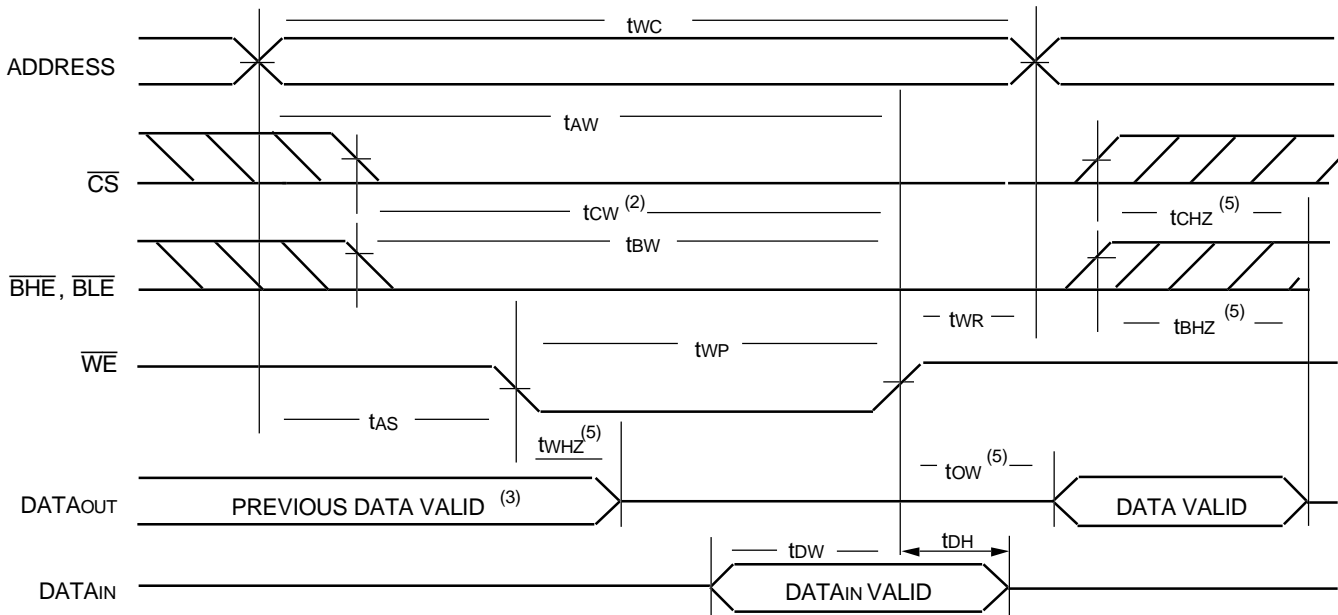 tWC
ADDRESS
tAW
CS
tCW (2)
tCHZ (5)
tBW
BHE, BLE
tWR
tBHZ (5)
tWP
WE
tAS
tWHZ (5)
tOW (5)
DATAOUT
PREVIOUS DATA VALID (3)
DATA VALID
tDW
tDH
DATAIN
DATAIN VALID